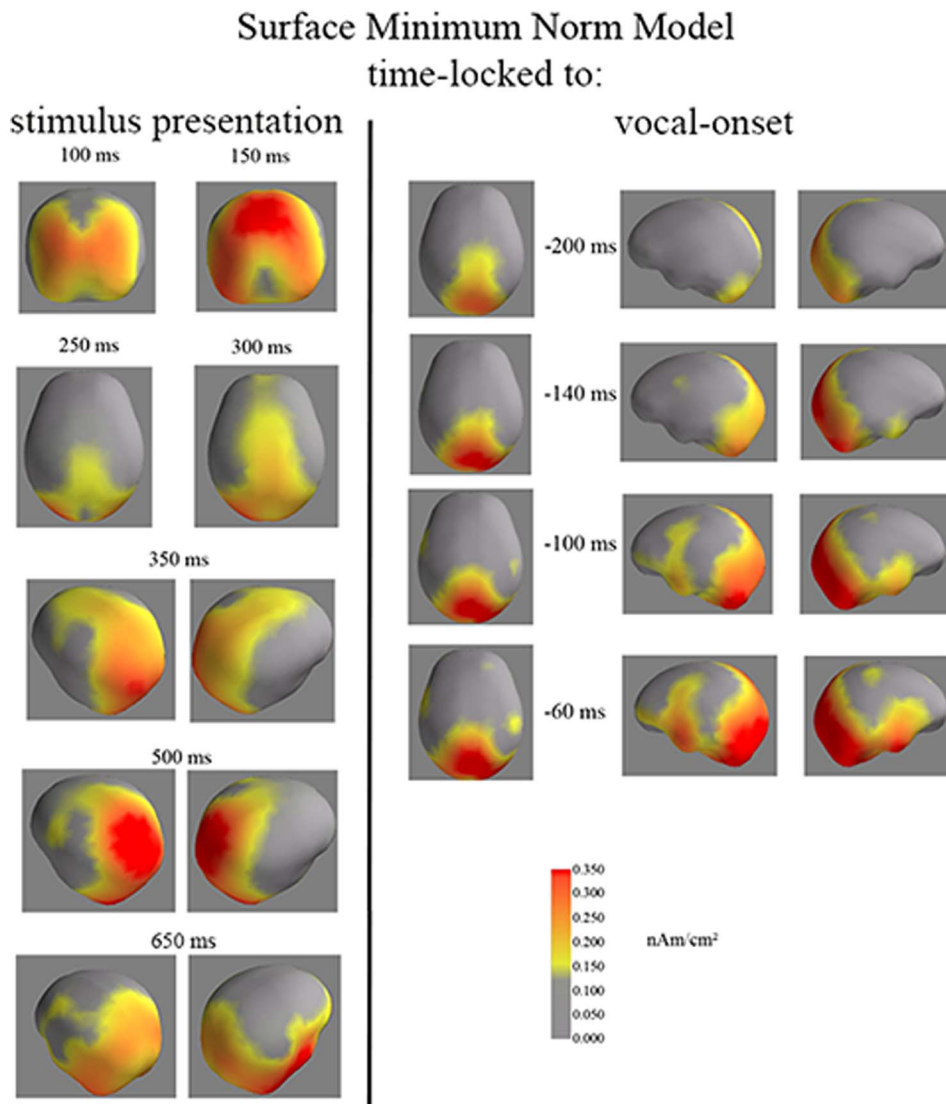 Surface Minimum Norm Model
time-locked to:
stimulus presentation
100 ms
150 ms
250 ms
300 ms
350 ms
500 ms
650 ms
vocal-onset
-200 ms
-140 ms
-100 ms
-60 ms
0.350
0.300
0.250
0.200
0.150
0.100
0.050
0.000
nAm/cm²